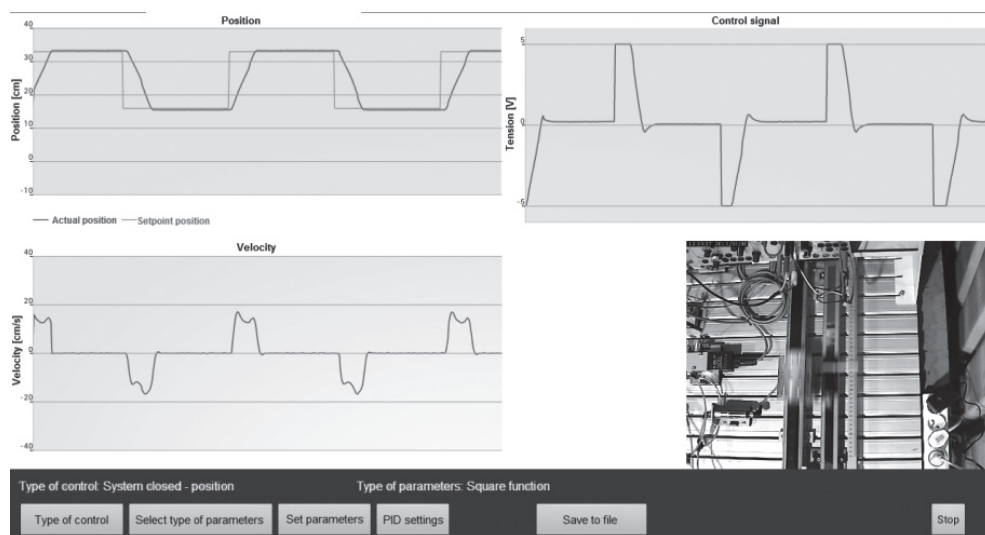 Position
40
30
20
10
0
-10
Position [cm]
Actual position
Setpoint position
Control signal
5
0
-5
Tension [V]
Velocity
40
20
0
-20
-40
Velocity [cm/s]
Type of control: System closed - position
Type of parameters: Square function
Type of control
Select type of parameters
Set parameters
PID settings
Save to file
Stop